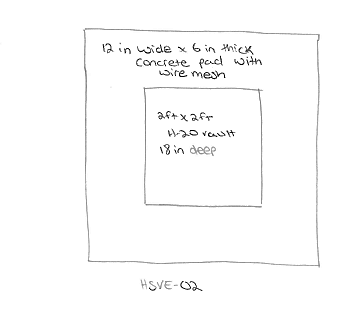 12 in wide x 6 in thick
concrete pad with
wire mesh
2ft x 2ft
H-20 vault
18 in deep
HSVE-02